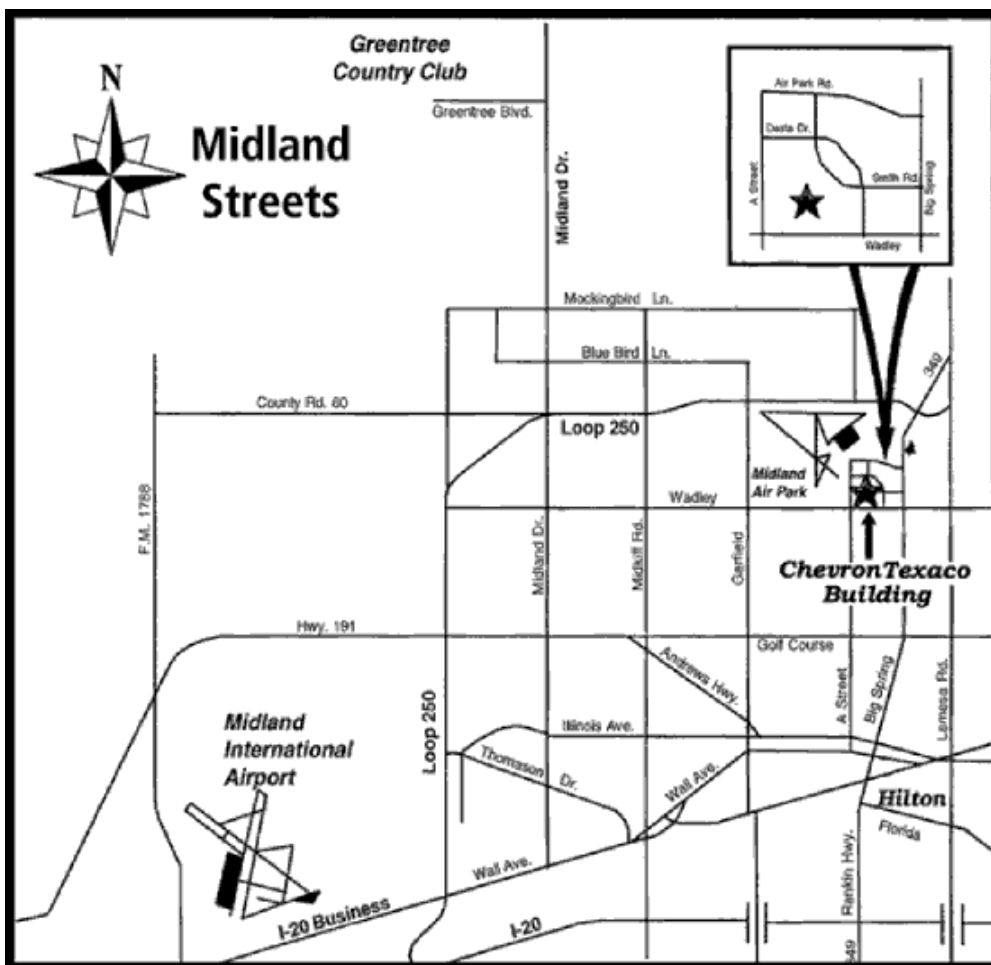 Greentree
Country Club
Greentree Blvd.
N
Midland
Streets
Midland Dr.
Air Park Rd.
Desta Dr.
A Street
Smith Rd.
Big Spring
Wadley
Mockingbird Ln.
Blue Bird Ln.
349
County Rd. 60
Loop 250
Midland
Air Park
Wadley
F.M. 1788
Midland Dr.
Midkiff Rd.
Garfield
ChevronTexaco
Building
Hwy. 191
Golf Course
Andrews Hwy.
A Street
Big Spring
Lamesa Rd.
Loop 250
Midland
International
Airport
Illinois Ave.
Thomason Dr.
Wall Ave.
Hilton
Florida
Wall Ave.
Rankin Hwy.
I-20 Business
I-20
349